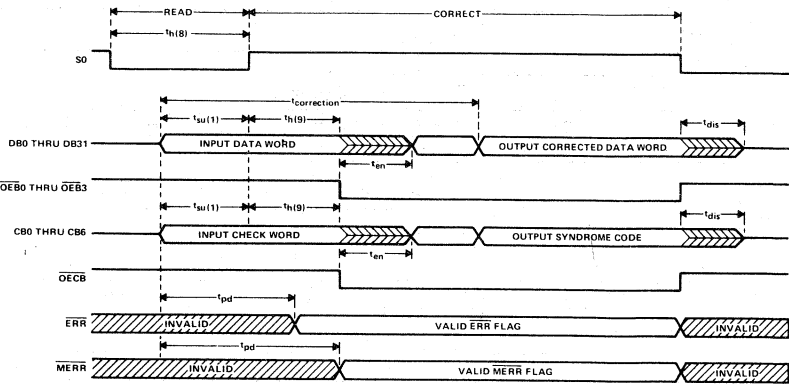 READ
CORRECT
th(8)
S0
tcorrection
tsu(1)
th(9)
tdis
DB0 THRU DB31
INPUT DATA WORD
OUTPUT CORRECTED DATA WORD
ten
OEB0 THRU OEB3
tsu(1)
th(9)
tdis
CB0 THRU CB6
INPUT CHECK WORD
OUTPUT SYNDROME CODE
ten
OECB
tpd
ERR
INVALID
VALID ERR FLAG
INVALID
tpd
MERR
INVALID
VALID MERR FLAG
INVALID